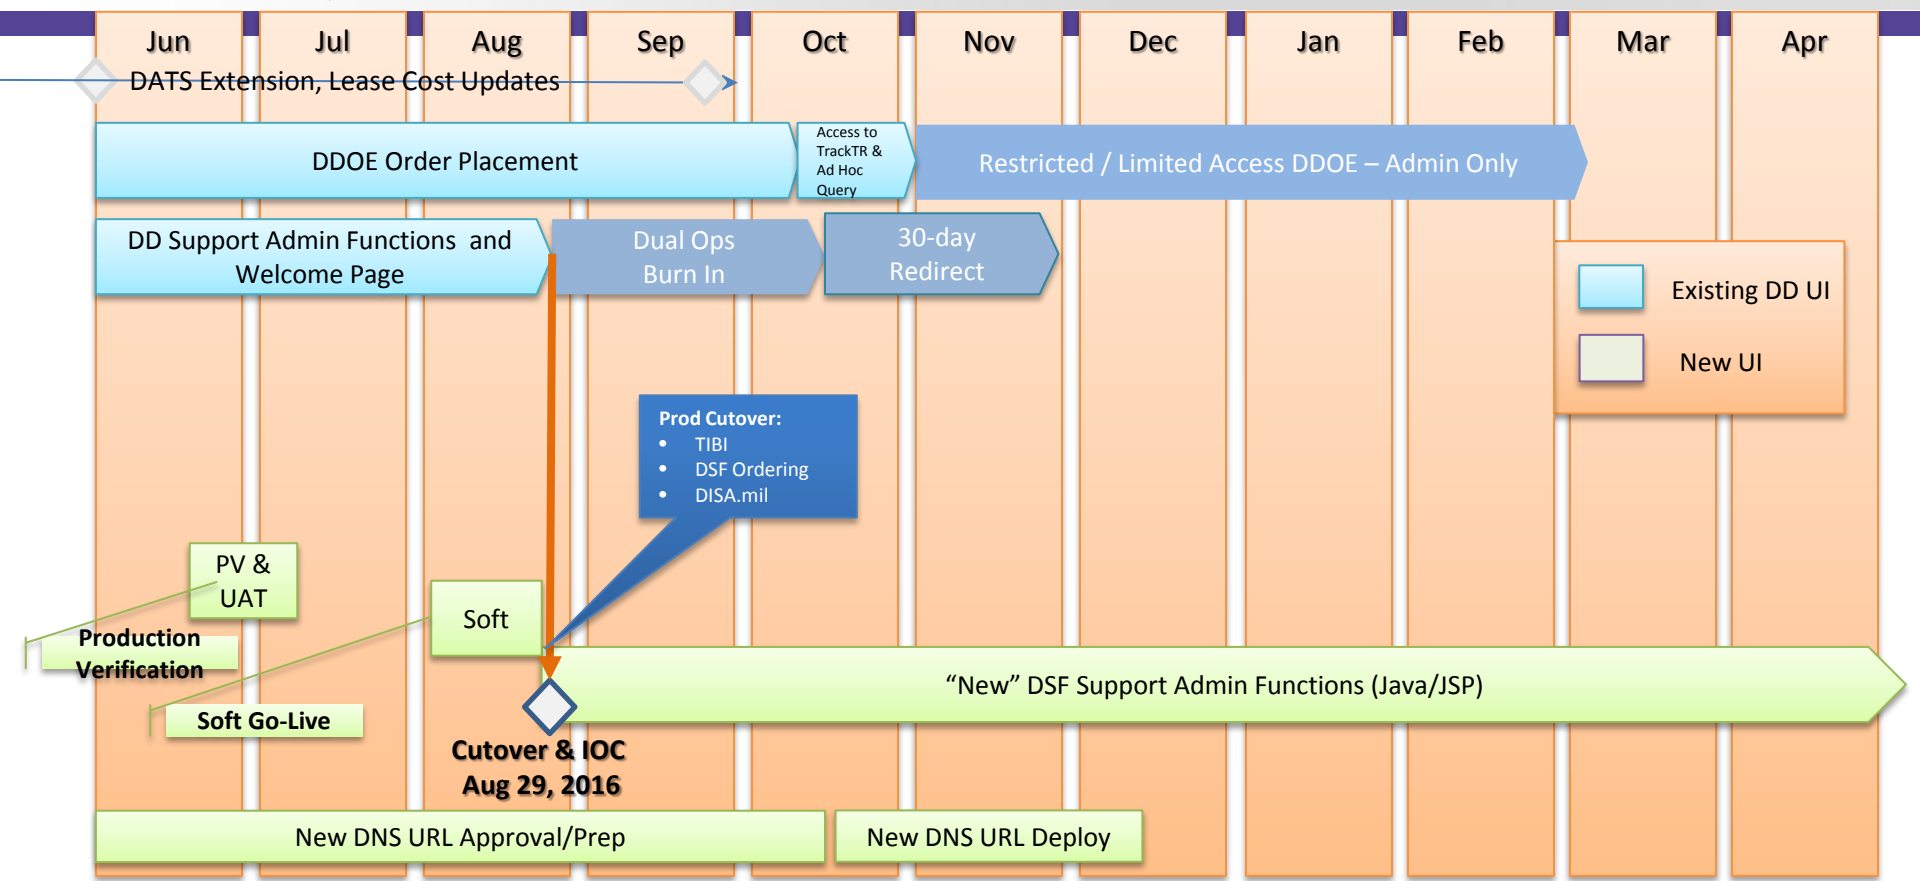 Jun Jul Aug Sep Oct Nov Dec Jan Feb Mar Apr
DATS Extension, Lease Cost Updates
DDOE Order Placement
Access to
TrackTR &
Ad Hoc
Query
Restricted / Limited Access DDOE – Admin Only
DD Support Admin Functions and
Welcome Page
Dual Ops
Burn In
30-day
Redirect
Existing DD UI
New UI
Prod Cutover:
• TIBI
• DSF Ordering
• DISA.mil
PV &
UAT
Soft
Production
Verification
Soft Go-Live
“New” DSF Support Admin Functions (Java/JSP)
Cutover & IOC
Aug 29, 2016
New DNS URL Approval/Prep
New DNS URL Deploy